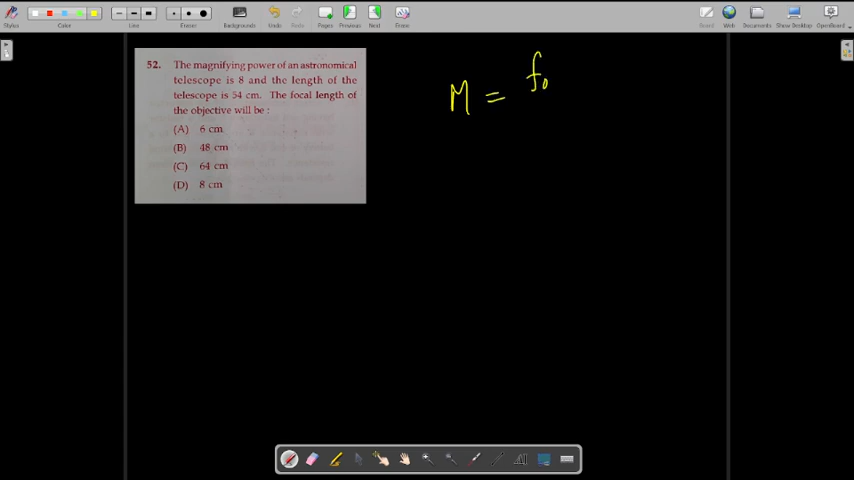 Stylus
Color
Line
Eraser
Backgrounds
Undo
Redo
Pages
Previous
Next
Erase
Board
Web
Documents
Show Desktop
OpenBoard
52. The magnifying power of an astronomical
telescope is 8 and the length of the
telescope is 54 cm. The focal length of
the objective will be :
(A) 6 cm
(B) 48 cm
(C) 64 cm
(D) 8 cm
M = fo